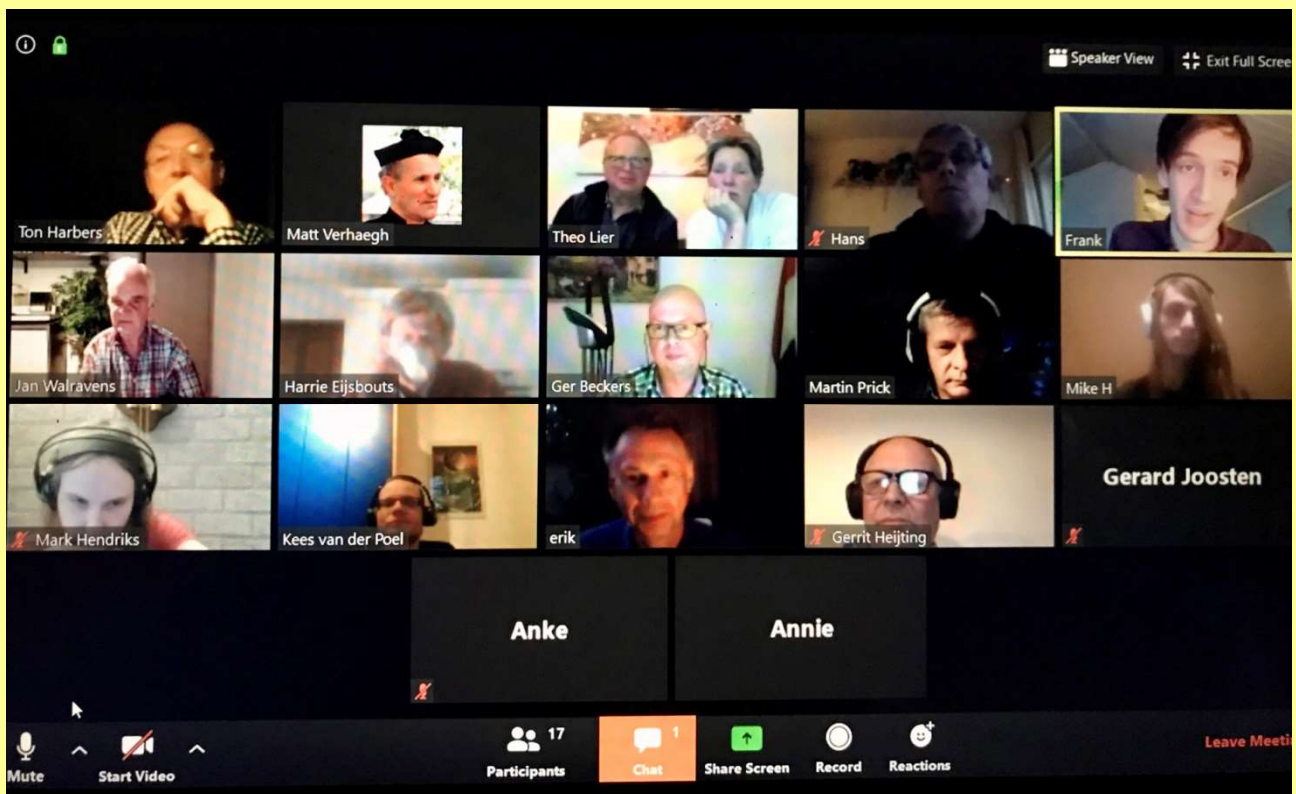 Speaker View
Exit Full Scree
Ton Harbers
Matt Verhaegh
Theo Lier
Hans
Frank
Jan Walravens
Harrie Eijsbouts
Ger Beckers
Martin Prick
Mike H
Mark Hendriks
Kees van der Poel
erik
Gerrit Heijting
Gerard Joosten
Anke
Annie
Mute
Start Video
17
Participants
1
Chat
Share Screen
Record
Reactions
Leave Meeti